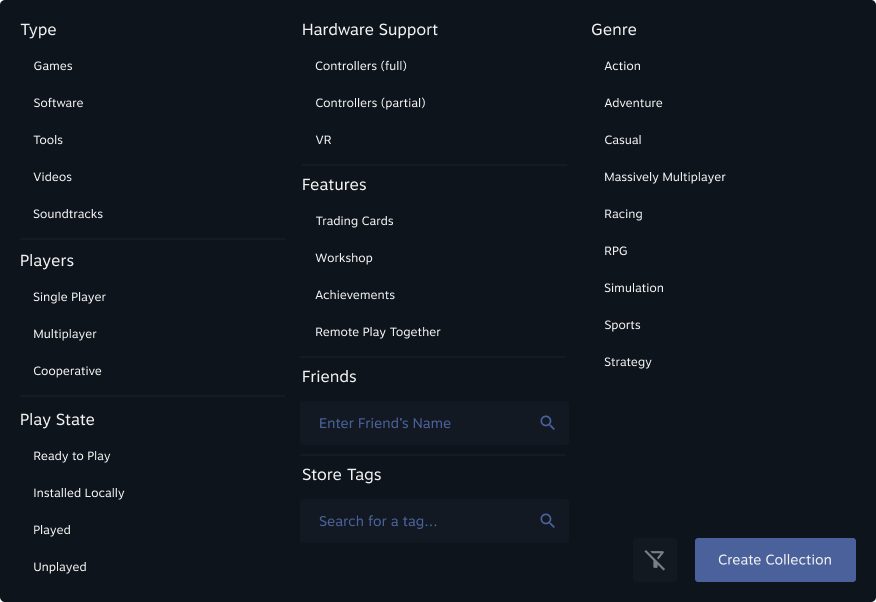 Type
Games
Software
Tools
Videos
Soundtracks
Players
Single Player
Multiplayer
Cooperative
Play State
Ready to Play
Installed Locally
Played
Unplayed
Hardware Support
Controllers (full)
Controllers (partial)
VR
Features
Trading Cards
Workshop
Achievements
Remote Play Together
Friends
Enter Friend's Name
Store Tags
Search for a tag...
Genre
Action
Adventure
Casual
Massively Multiplayer
Racing
RPG
Simulation
Sports
Strategy
Create Collection